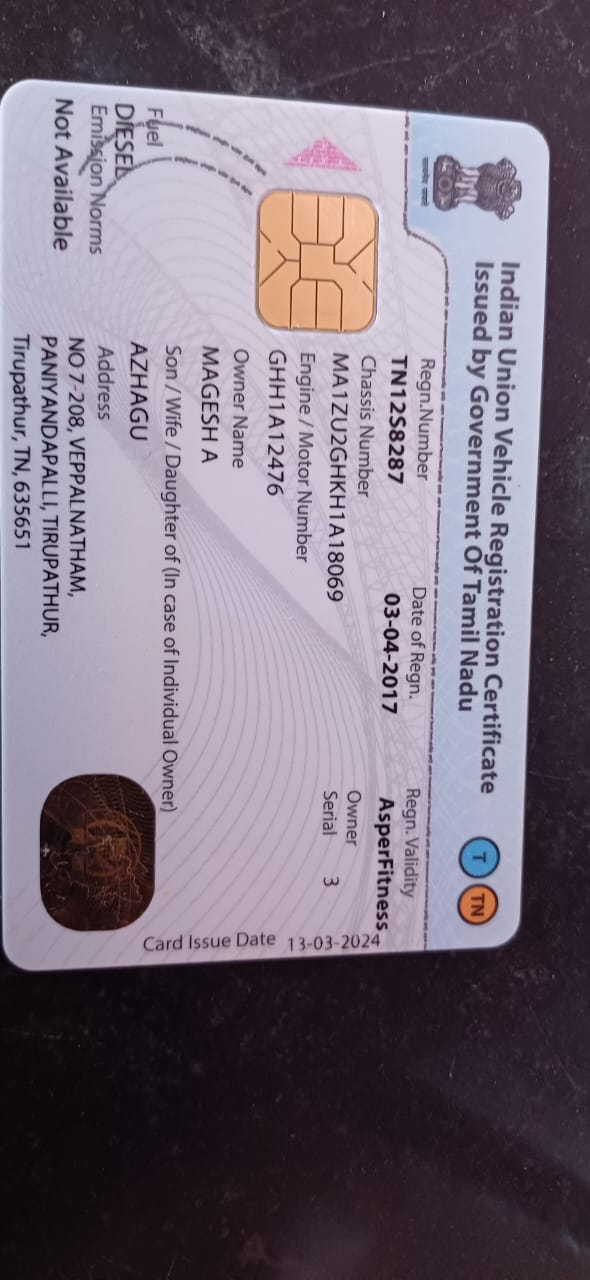 Indian Union Vehicle Registration Certificate
Issued by Government Of Tamil Nadu
T TN
Regn.Number Date of Regn. Regn. Validity
TN12S8287 03-04-2017 AsperFitness
Chassis Number
MA1ZU2GHKH1A18069
Owner
Serial 3
Engine / Motor Number
GHH1A12476
Owner Name
MAGESH A
Son / Wife / Daughter of (In case of Individual Owner)
AZHAGU
Fuel
DIESEL
Emission Norms
Not Available
Address
NO 7-208, VEPPALNATHAM,
PANIYANDAPALLI, TIRUPATHUR,
Tirupathur, TN, 635651
Card Issue Date 13-03-2024